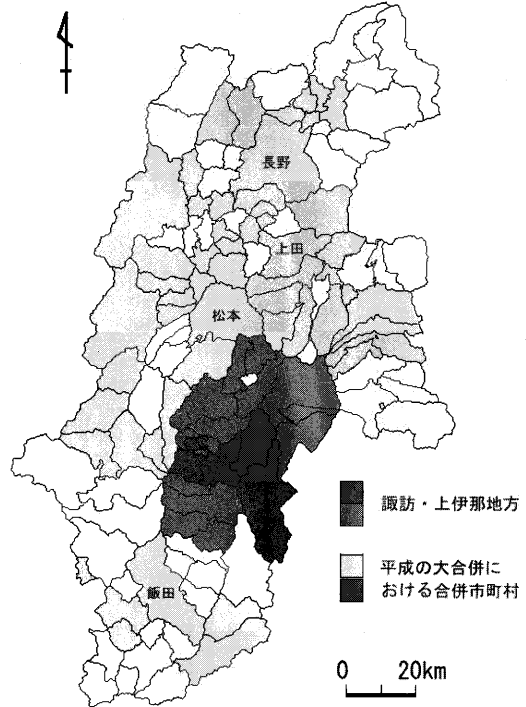 長野
上田
松本
諏訪・上伊那地方
平成の大合併に
おける合併市町村
飯田
0 20km